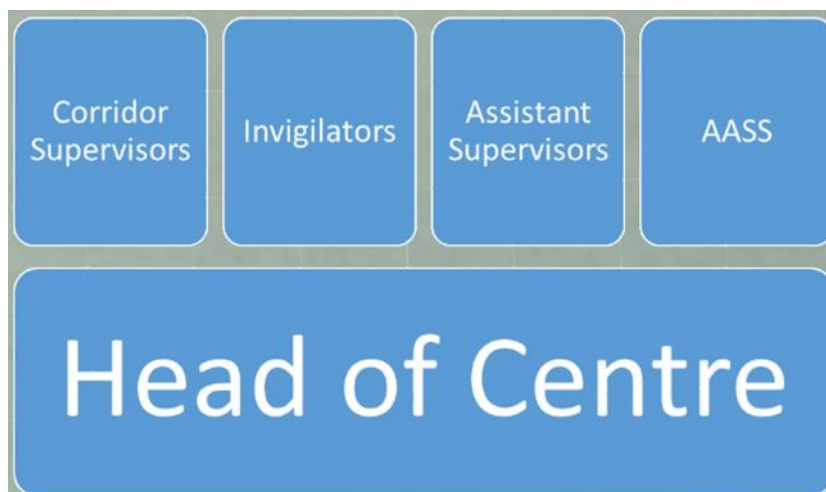 Corridor
Supervisors
Invigilators
Assistant
Supervisors
AASS
Head of Centre